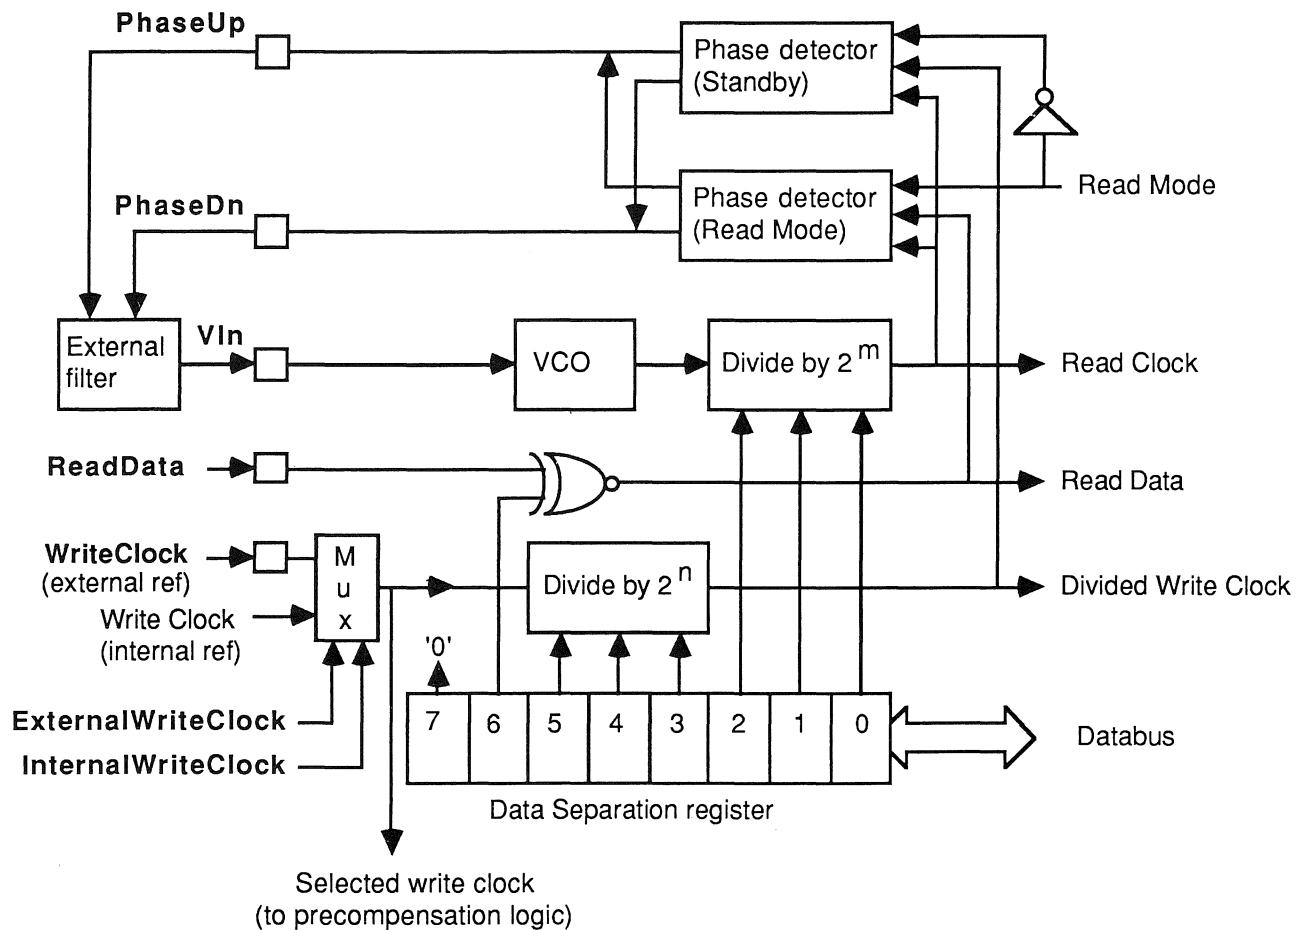 PhaseUp
Phase detector
(Standby)
PhaseDn
Phase detector
(Read Mode)
Read Mode
External
filter
VIn
VCO
Divide by 2^m
Read Clock
ReadData
Read Data
WriteClock
(external ref)
Write Clock
(internal ref)
M
u
x
Divide by 2^n
Divided Write Clock
'0'
ExternalWriteClock
InternalWriteClock
7 6 5 4 3 2 1 0
Databus
Data Separation register
Selected write clock
(to precompensation logic)